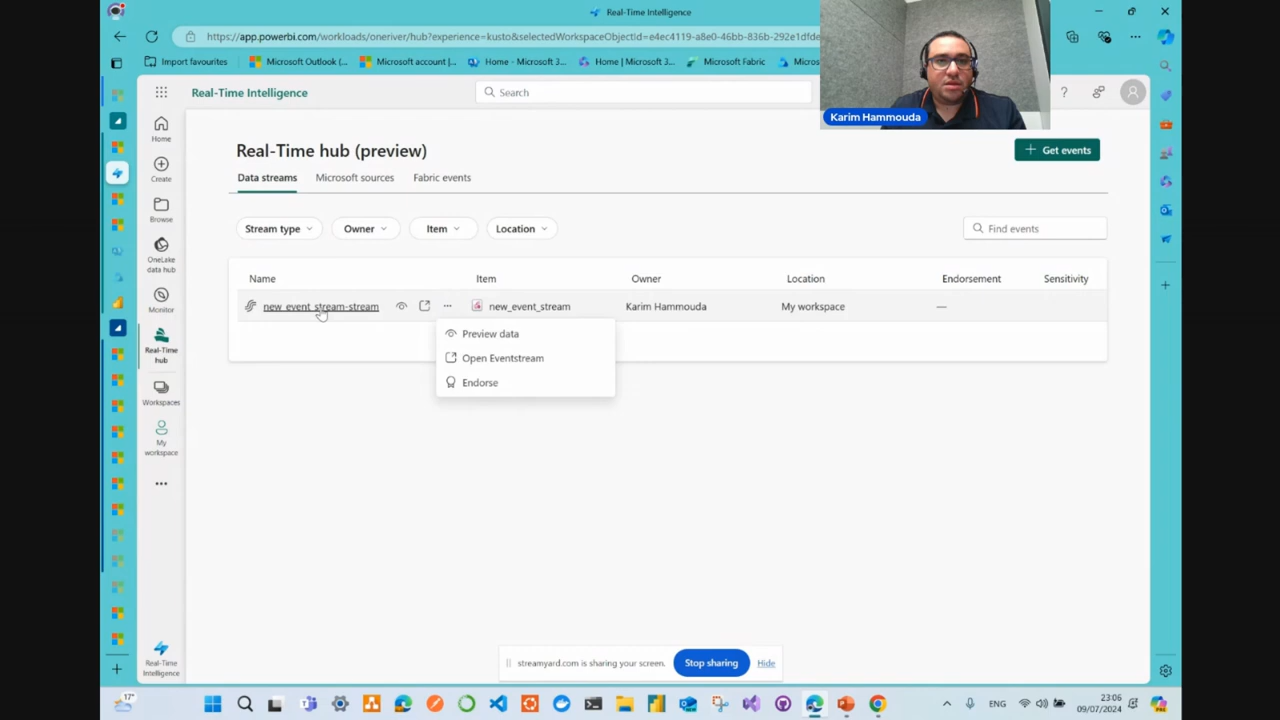 Real-Time Intelligence
https://app.powerbi.com/workloads/oneriver/hub?experience=kusto&selectedWorkspaceObjectId=e4ec4119-a8e0-46bb-836b-292e1dfde
Import favourites
Microsoft Outlook (...
Microsoft account |...
Home - Microsoft 3...
Home | Microsoft 3...
Microsoft Fabric
Micros
Karim Hammouda
Real-Time Intelligence
Search
?
Home
Create
Browse
OneLake
data hub
Monitor
Real-Time
hub
Workspaces
My
workspace
Real-Time
Intelligence
Real-Time hub (preview)
+ Get events
Data streams
Microsoft sources
Fabric events
Stream type
Owner
Item
Location
Find events
Name
Item
Owner
Location
Endorsement
Sensitivity
new_event_stream-stream
new_event_stream
Karim Hammouda
My workspace
—
Preview data
Open Eventstream
Endorse
streamyard.com is sharing your screen.
Stop sharing
Hide
17°
ENG
23:06
09/07/2024